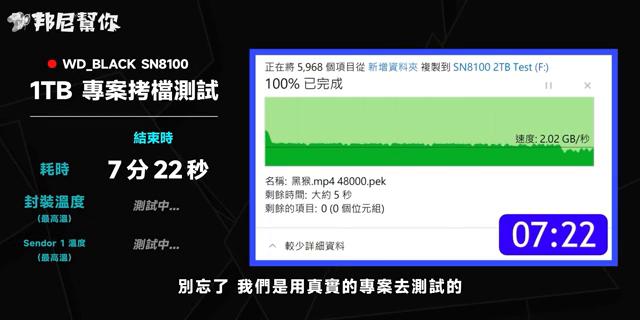 邦尼幫你
WD_BLACK SN8100
1TB 專案拷檔測試
結束時
耗時 7分22秒
封裝溫度 測試中...
(最高溫)
Sendor 1 溫度 測試中...
(最高溫)
正在將 5,968 個項目從 新增資料夾 複製到 SN8100 2TB Test (F:)
100% 已完成
速度: 2.02 GB/秒
名稱: 黑猴.mp4 48000.pek
剩餘時間: 大約 5 秒
剩餘的項目: 0 (0 個位元組)
較少詳細資料
07:22
別忘了 我們是用真實的專案去測試的